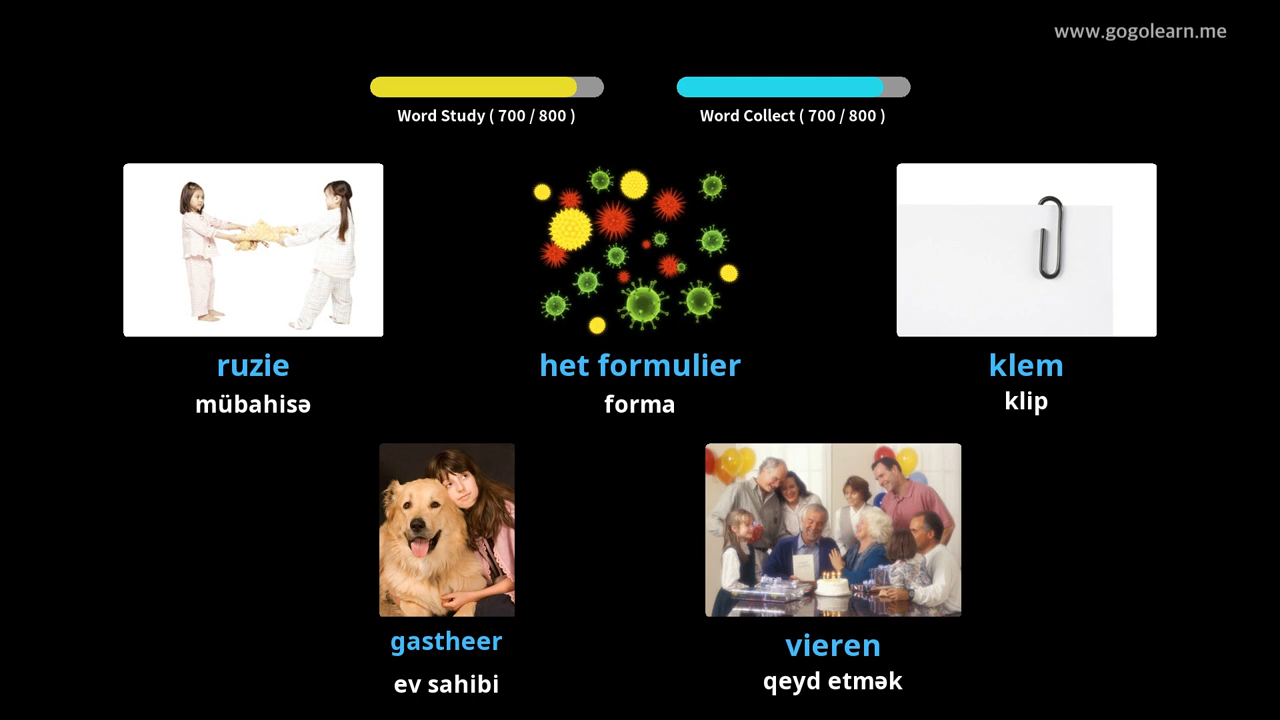 www.gogolearn.me
Word Study ( 700 / 800 )
Word Collect ( 700 / 800 )
ruzie
mübahisə
het formulier
forma
klem
klip
gastheer
ev sahibi
vieren
qeyd etmək